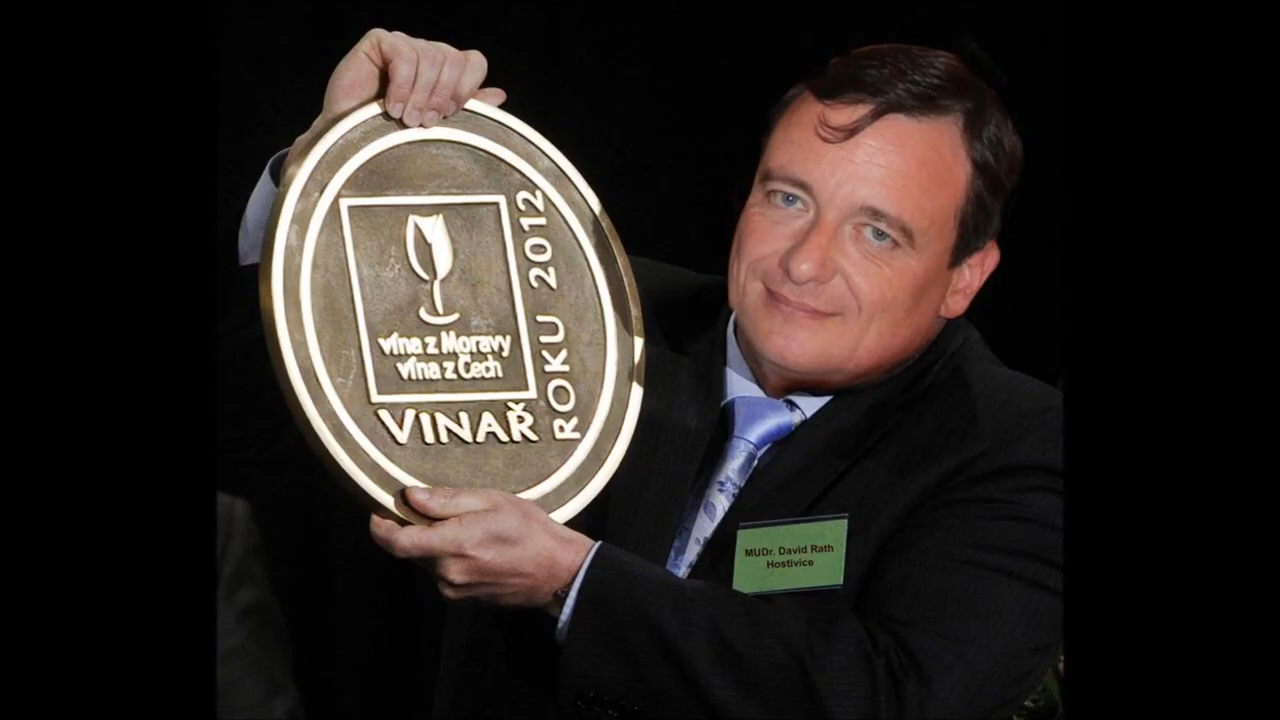 vína z Moravy
vína z Čech
VINAŘ
ROKU 2012
MUDr. David Rath
Hostivice